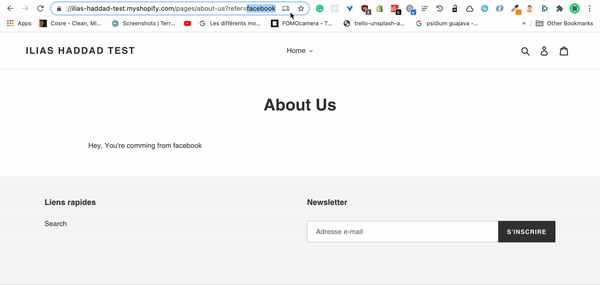 //ilias-haddad-test.myshopify.com/pages/about-us?refers=facebook
Apps Cosre - Clean, Mi... Screenshots | Terr... YouTube Les différents mo... FOMOcamera - T... trello-unsplash-a... psidium guajava -... » Other Bookmarks
ILIAS HADDAD TEST Home
About Us
Hey, You're comming from facebook
Liens rapides
Newsletter
Search
Adresse e-mail S'INSCRIRE